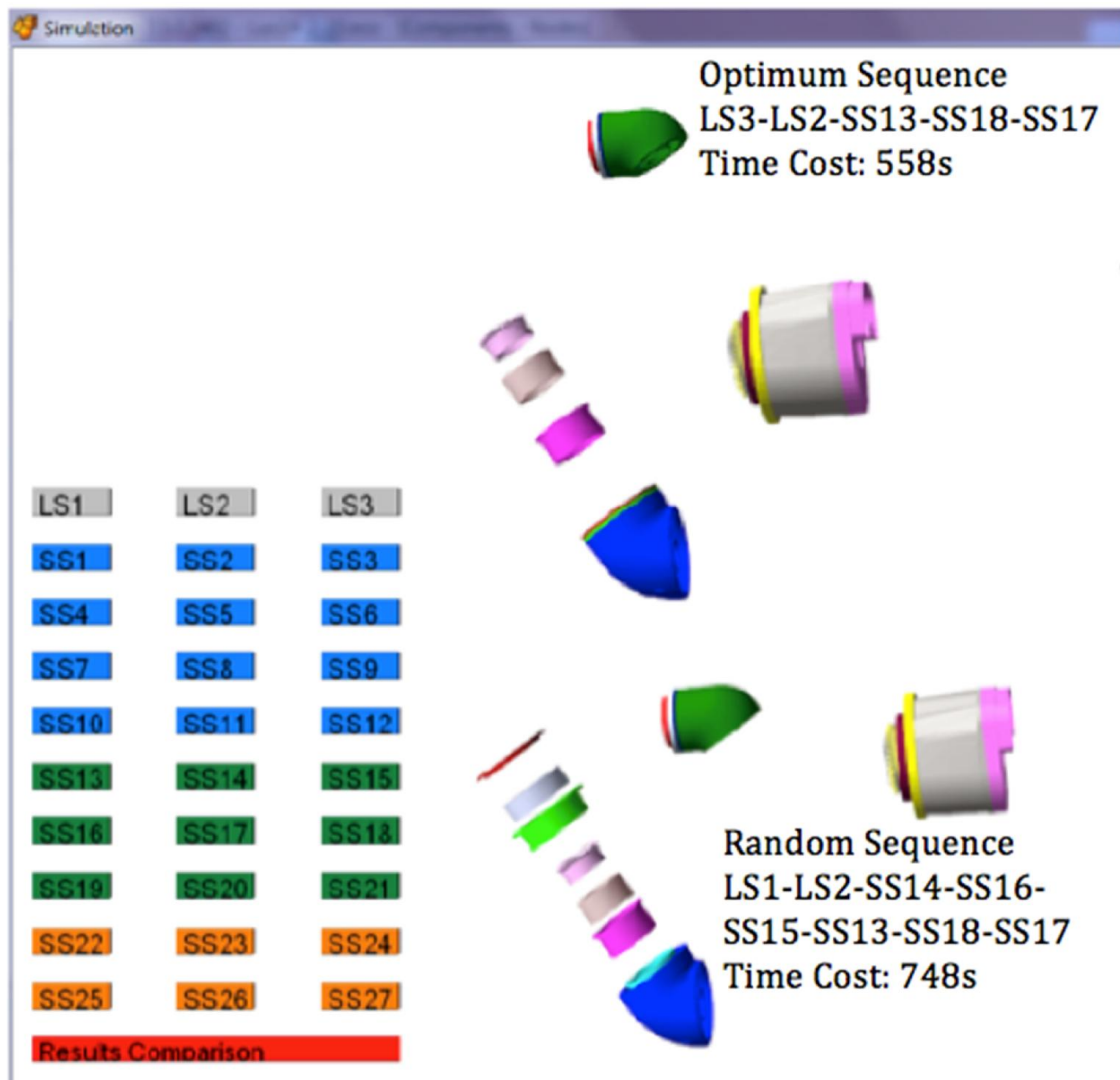 Simulation
Optimum Sequence
LS3-LS2-SS13-SS18-SS17
Time Cost: 558s
LS1 LS2 LS3
SS1 SS2 SS3
SS4 SS5 SS6
SS7 SS8 SS9
SS10 SS11 SS12
SS13 SS14 SS15
SS16 SS17 SS18
SS19 SS20 SS21
SS22 SS23 SS24
SS25 SS26 SS27
Results Comparison
Random Sequence
LS1-LS2-SS14-SS16-
SS15-SS13-SS18-SS17
Time Cost: 748s